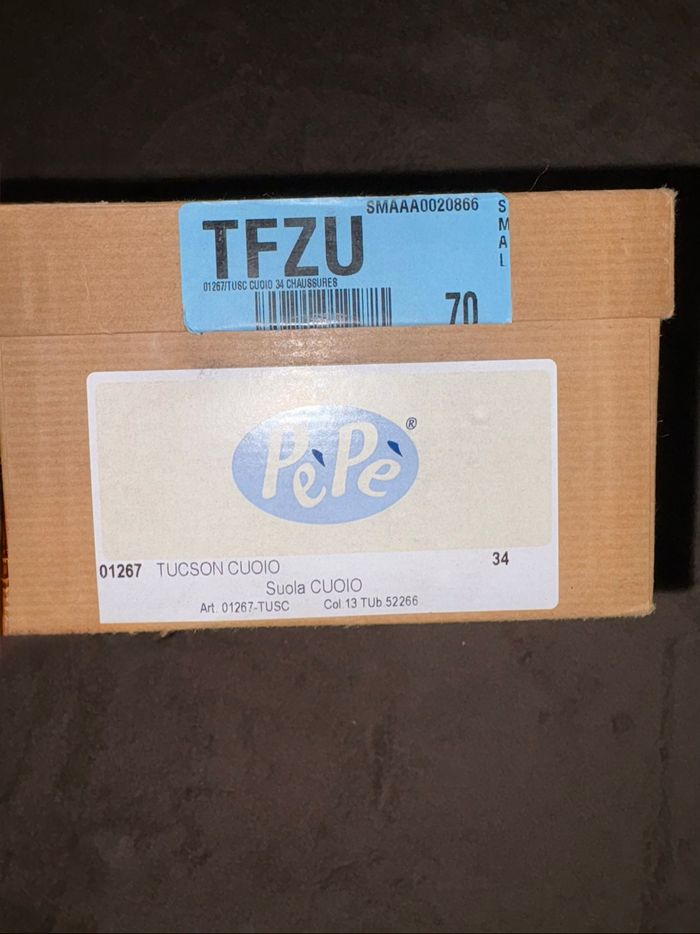 SMAAA0020866
TFZU
SMAL
01267/TUSC CUOIO 34 CHAUSSURES
70
PèPè®
01267 TUCSON CUOIO 34
Suola CUOIO
Art. 01267-TUSC Col.13 TUb.52266